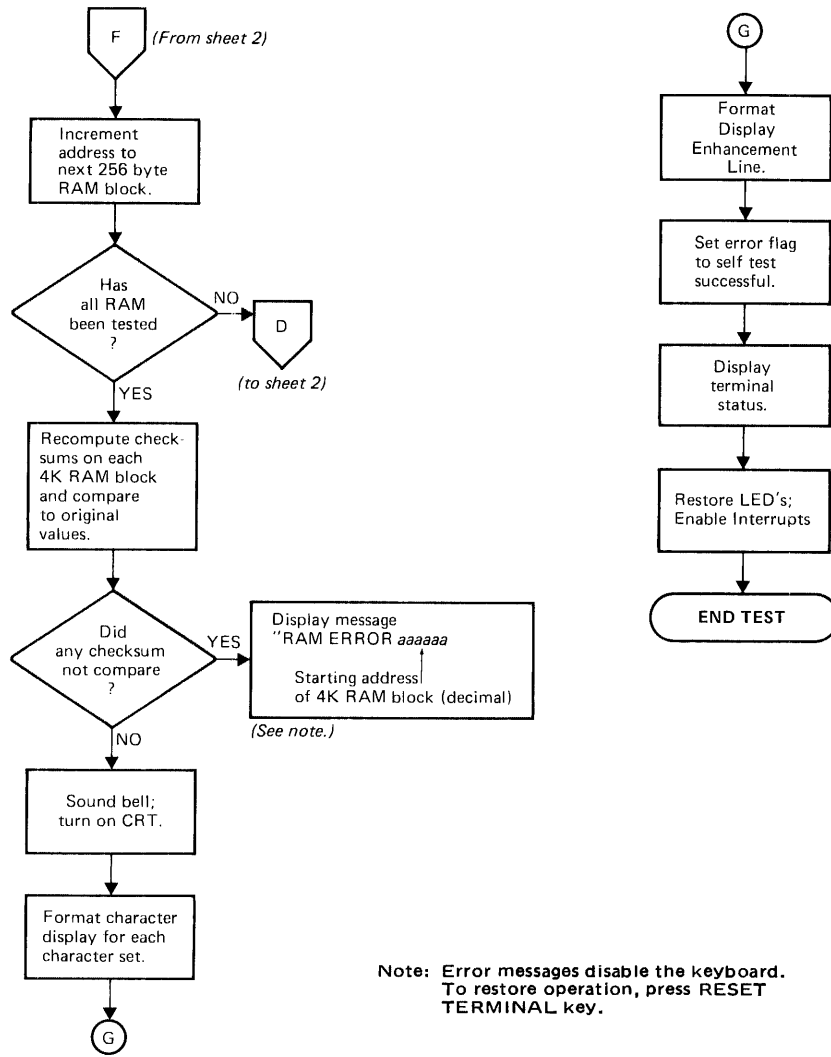 F
(From sheet 2)
Increment
address to
next 256 byte
RAM block.
Has
all RAM
been tested
?
NO
D
(to sheet 2)
YES
Recompute check-
sums on each
4K RAM block
and compare
to original
values.
Did
any checksum
not compare
?
YES
Display message
"RAM ERROR aaaaaa
Starting address
of 4K RAM block (decimal)
(See note.)
NO
Sound bell;
turn on CRT.
Format character
display for each
character set.
G
G
Format
Display
Enhancement
Line.
Set error flag
to self test
successful.
Display
terminal
status.
Restore LED's;
Enable Interrupts
END TEST
Note: Error messages disable the keyboard.
To restore operation, press RESET
TERMINAL key.